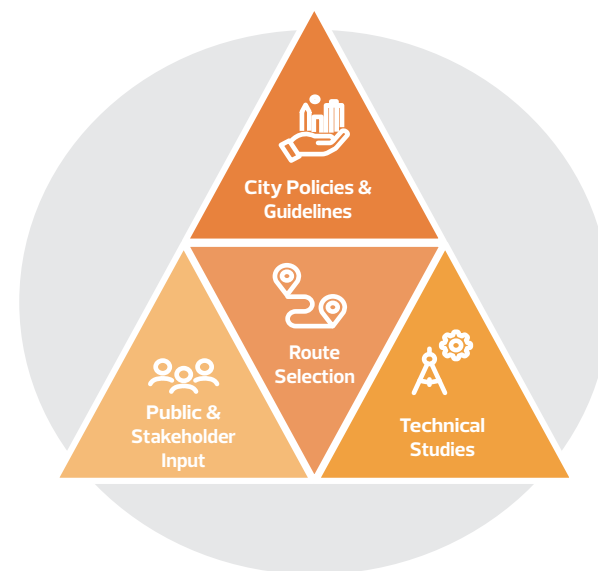 City Policies &
Guidelines
Route
Selection
Public &
Stakeholder
Input
Technical
Studies